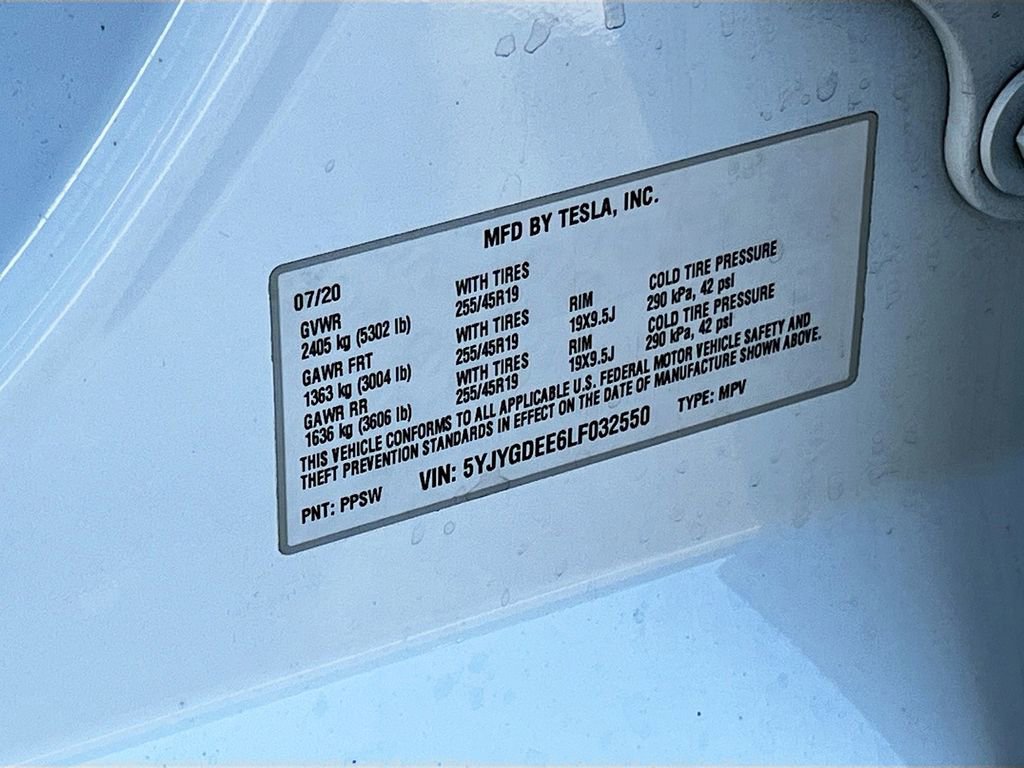 MFD BY TESLA, INC.
07/20
GVWR WITH TIRES
2405 kg (5302 lb) 255/45R19 RIM COLD TIRE PRESSURE
GAWR FRT WITH TIRES 19X9.5J 290 kPa, 42 psi
1363 kg (3004 lb) 255/45R19 RIM COLD TIRE PRESSURE
GAWR RR WITH TIRES 19X9.5J 290 kPa, 42 psi
1636 kg (3606 lb) 255/45R19
THIS VEHICLE CONFORMS TO ALL APPLICABLE U.S. FEDERAL MOTOR VEHICLE SAFETY AND
THEFT PREVENTION STANDARDS IN EFFECT ON THE DATE OF MANUFACTURE SHOWN ABOVE.
PNT: PPSW VIN: 5YJYGDEE6LF032550 TYPE: MPV